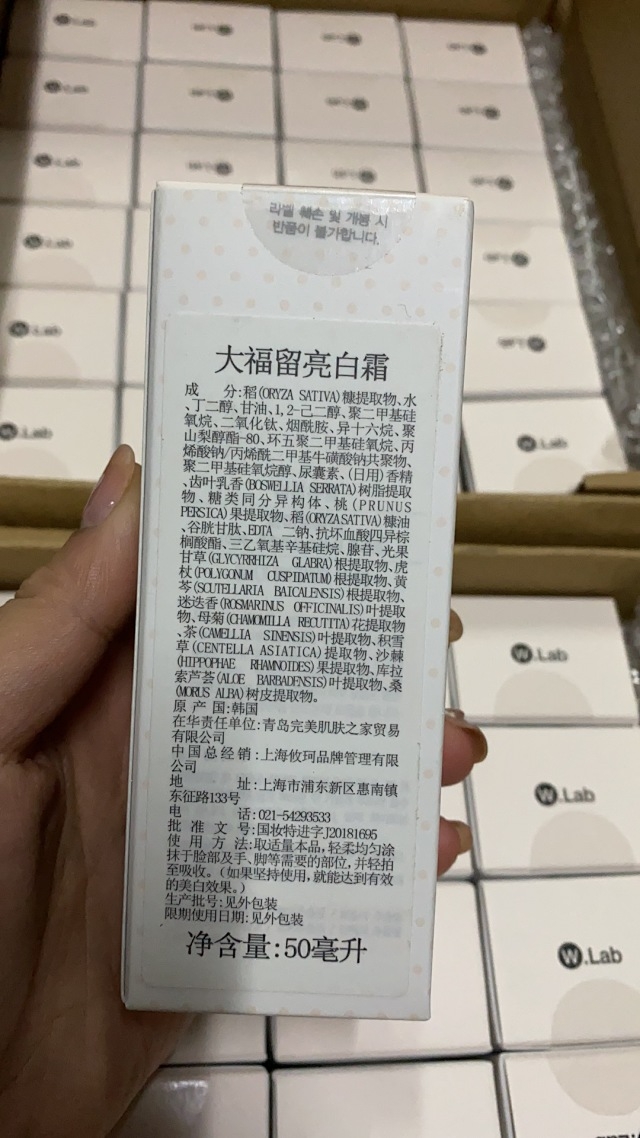 W.Lab
W.Lab
W.Lab
W.Lab
W.Lab
W.Lab
라벨 훼손 및 개봉 시
반품이 불가합니다.
大福留亮白霜
成 分:稻(ORYZA SATIVA)糠提取物、水
、丁二醇、甘油、1,2-己二醇、聚二甲基硅
氧烷、二氧化钛、烟酰胺、异十六烷、聚
山梨醇酯-80、环五聚二甲基硅氧烷、丙
烯酸钠/丙烯酰二甲基牛磺酸钠共聚物、
聚二甲基硅氧烷醇、尿囊素、(日用)香精
、齿叶乳香(BOSWELLIA SERRATA)树脂提取
物、糖类同分异构体、桃(PRUNUS
PERSICA)果提取物、稻(ORYZA SATIVA)糠油
、谷胱甘肽、EDTA 二钠、抗坏血酸四异棕
榈酸酯、三乙氧基辛基硅烷、腺苷、光果
甘草(GLYCYRRHIZA GLABRA)根提取物、虎
杖(POLYGONUM CUSPIDATUM)根提取物、黄
芩(SCUTELLARIA BAICALENSIS)根提取物、
迷迭香(ROSMARINUS OFFICINALIS)叶提取
物、母菊(CHAMOMILLA RECUTITA)花提取物
、茶(CAMELLIA SINENSIS)叶提取物、积雪
草(CENTELLA ASIATICA)提取物、沙棘
(HIPPOPHAE RHAMNOIDES)果提取物、库拉
索芦荟(ALOE BARBADENSIS)叶提取物、桑
(MORUS ALBA)树皮提取物。
原 产 国:韩国
在华责任单位:青岛完美肌肤之家贸易
有限公司
中国总经销:上海攸珂品牌管理有限
公司
地 址:上海市浦东新区惠南镇
东征路133号
电 话:021-54293533
批 准 文 号:国妆特进字J20181695
使 用 方 法:取适量本品,轻柔均匀涂
抹于脸部及手、脚等需要的部位,并轻拍
至吸收。(如果坚持使用,就能达到有效
的美白效果。)
生产批号:见外包装
限期使用日期:见外包装
净含量:50毫升
W.Lab
W.Lab
W.Lab